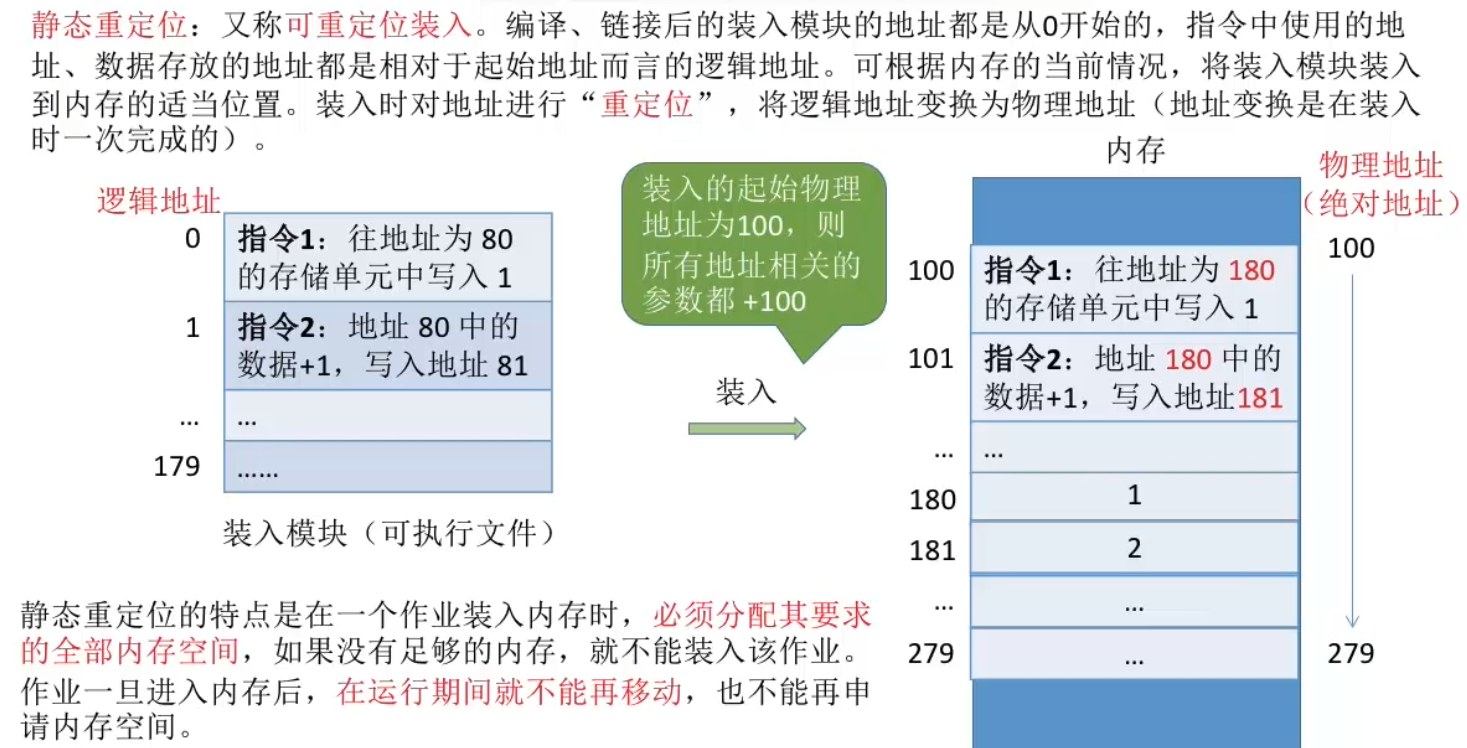 静态重定位：又称可重定位装入。编译、链接后的装入模块的地址都是从0开始的，指令中使用的地
址、数据存放的地址都是相对于起始地址而言的逻辑地址。可根据内存的当前情况，将装入模块装入
到内存的适当位置。装入时对地址进行“重定位”，将逻辑地址变换为物理地址（地址变换是在装入
时一次完成的）。
逻辑地址
0
指令1：往地址为 80
的存储单元中写入 1
1
指令2：地址 80 中的
数据+1，写入地址 81
...
...
179
......
装入模块（可执行文件）
装入的起始物理
地址为100，则
所有地址相关的
参数都 +100
装入
内存
物理地址
（绝对地址）
100
100
指令1：往地址为 180
的存储单元中写入 1
101
指令2：地址 180 中的
数据+1，写入地址181
...
...
180
1
181
2
...
...
279
...
279
静态重定位的特点是在一个作业装入内存时，必须分配其要求
的全部内存空间，如果没有足够的内存，就不能装入该作业。
作业一旦进入内存后，在运行期间就不能再移动，也不能再申
请内存空间。